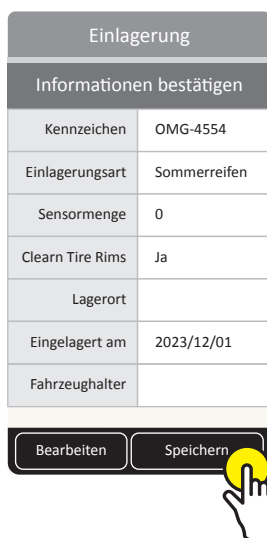 Einlagerung
Informationen bestätigen
Kennzeichen OMG-4554
Einlagerungsart Sommerreifen
Sensormenge 0
Clearn Tire Rims Ja
Lagerort
Eingelagert am 2023/12/01
Fahrzeughalter
Bearbeiten Speichern